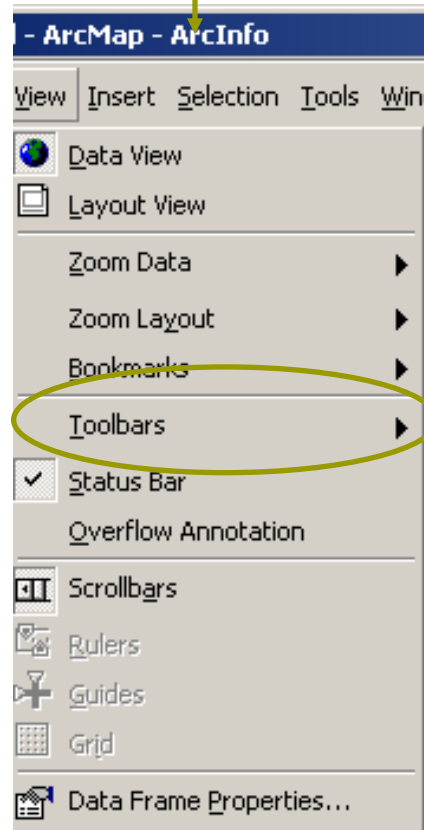 - ArcMap - ArcInfo
View Insert Selection Tools Win
Data View
Layout View
Zoom Data
Zoom Layout
Bookmarks
Toolbars
Status Bar
Overflow Annotation
Scrollbars
Rulers
Guides
Grid
Data Frame Properties...